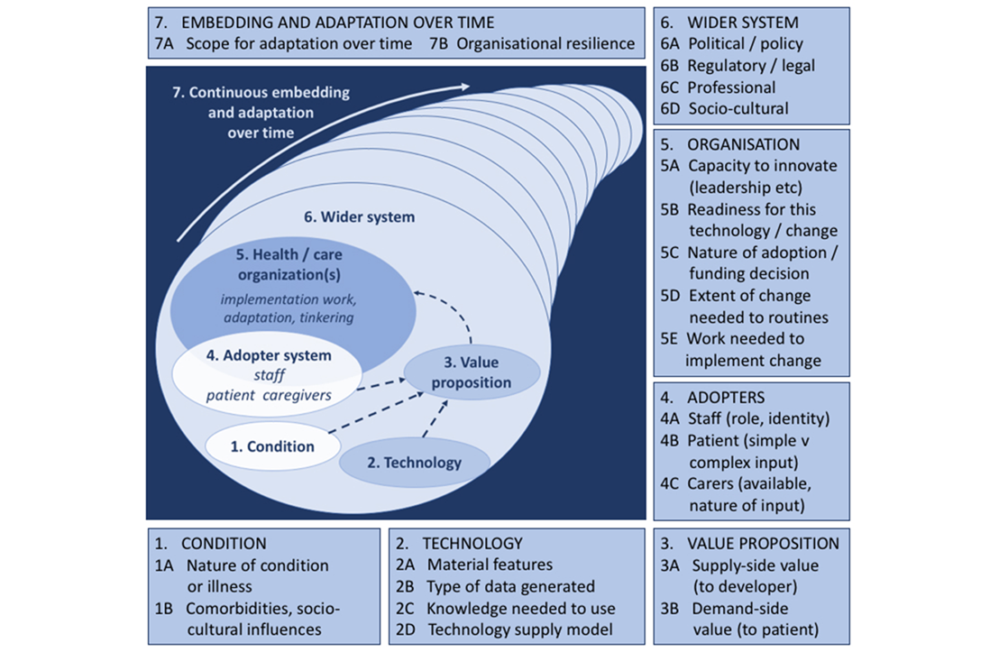 7. EMBEDDING AND ADAPTATION OVER TIME
7A Scope for adaptation over time 7B Organisational resilience
7. Continuous embedding
and adaptation
over time
6. Wider system
5. Health / care
organization(s)
implementation work,
adaptation, tinkering
4. Adopter system
staff
patient caregivers
3. Value
proposition
1. Condition
2. Technology
6. WIDER SYSTEM
6A Political / policy
6B Regulatory / legal
6C Professional
6D Socio-cultural
5. ORGANISATION
5A Capacity to innovate
(leadership etc)
5B Readiness for this
technology / change
5C Nature of adoption /
funding decision
5D Extent of change
needed to routines
5E Work needed to
implement change
4. ADOPTERS
4A Staff (role, identity)
4B Patient (simple v
complex input)
4C Carers (available,
nature of input)
1. CONDITION
1A Nature of condition
or illness
1B Comorbidities, socio-
cultural influences
2. TECHNOLOGY
2A Material features
2B Type of data generated
2C Knowledge needed to use
2D Technology supply model
3. VALUE PROPOSITION
3A Supply-side value
(to developer)
3B Demand-side
value (to patient)